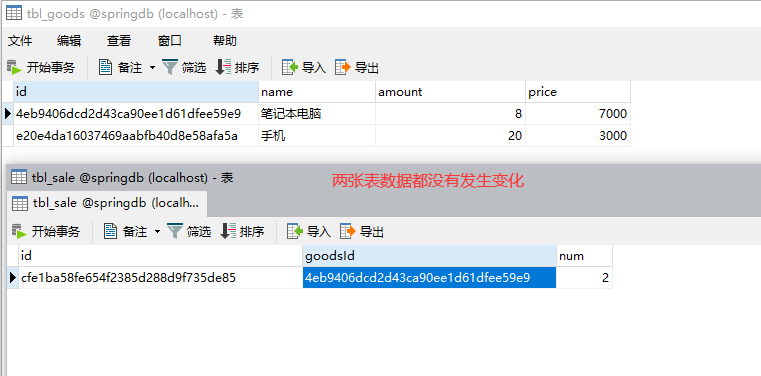 tbl_goods @springdb (localhost) - 表
文件 编辑 查看 窗口 帮助
开始事务 备注 筛选 排序 导入 导出
id name amount price
4eb9406dcd2d43ca90ee1d61dfee59e9 笔记本电脑 8 7000
e20e4da16037469aabfb40d8e58afa5a 手机 20 3000
tbl_sale @springdb (localhost) - 表
两张表数据都没有发生变化
tbl_sale @springdb (localh...
开始事务 备注 筛选 排序 导入 导出
id goodsId num
cfe1ba58fe654f2385d288d9f735de85 4eb9406dcd2d43ca90ee1d61dfee59e9 2